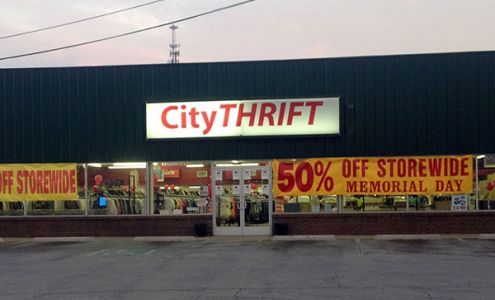 CityTHRIFT
OFF STOREWIDE
50% OFF STOREWIDE
MEMORIAL DAY